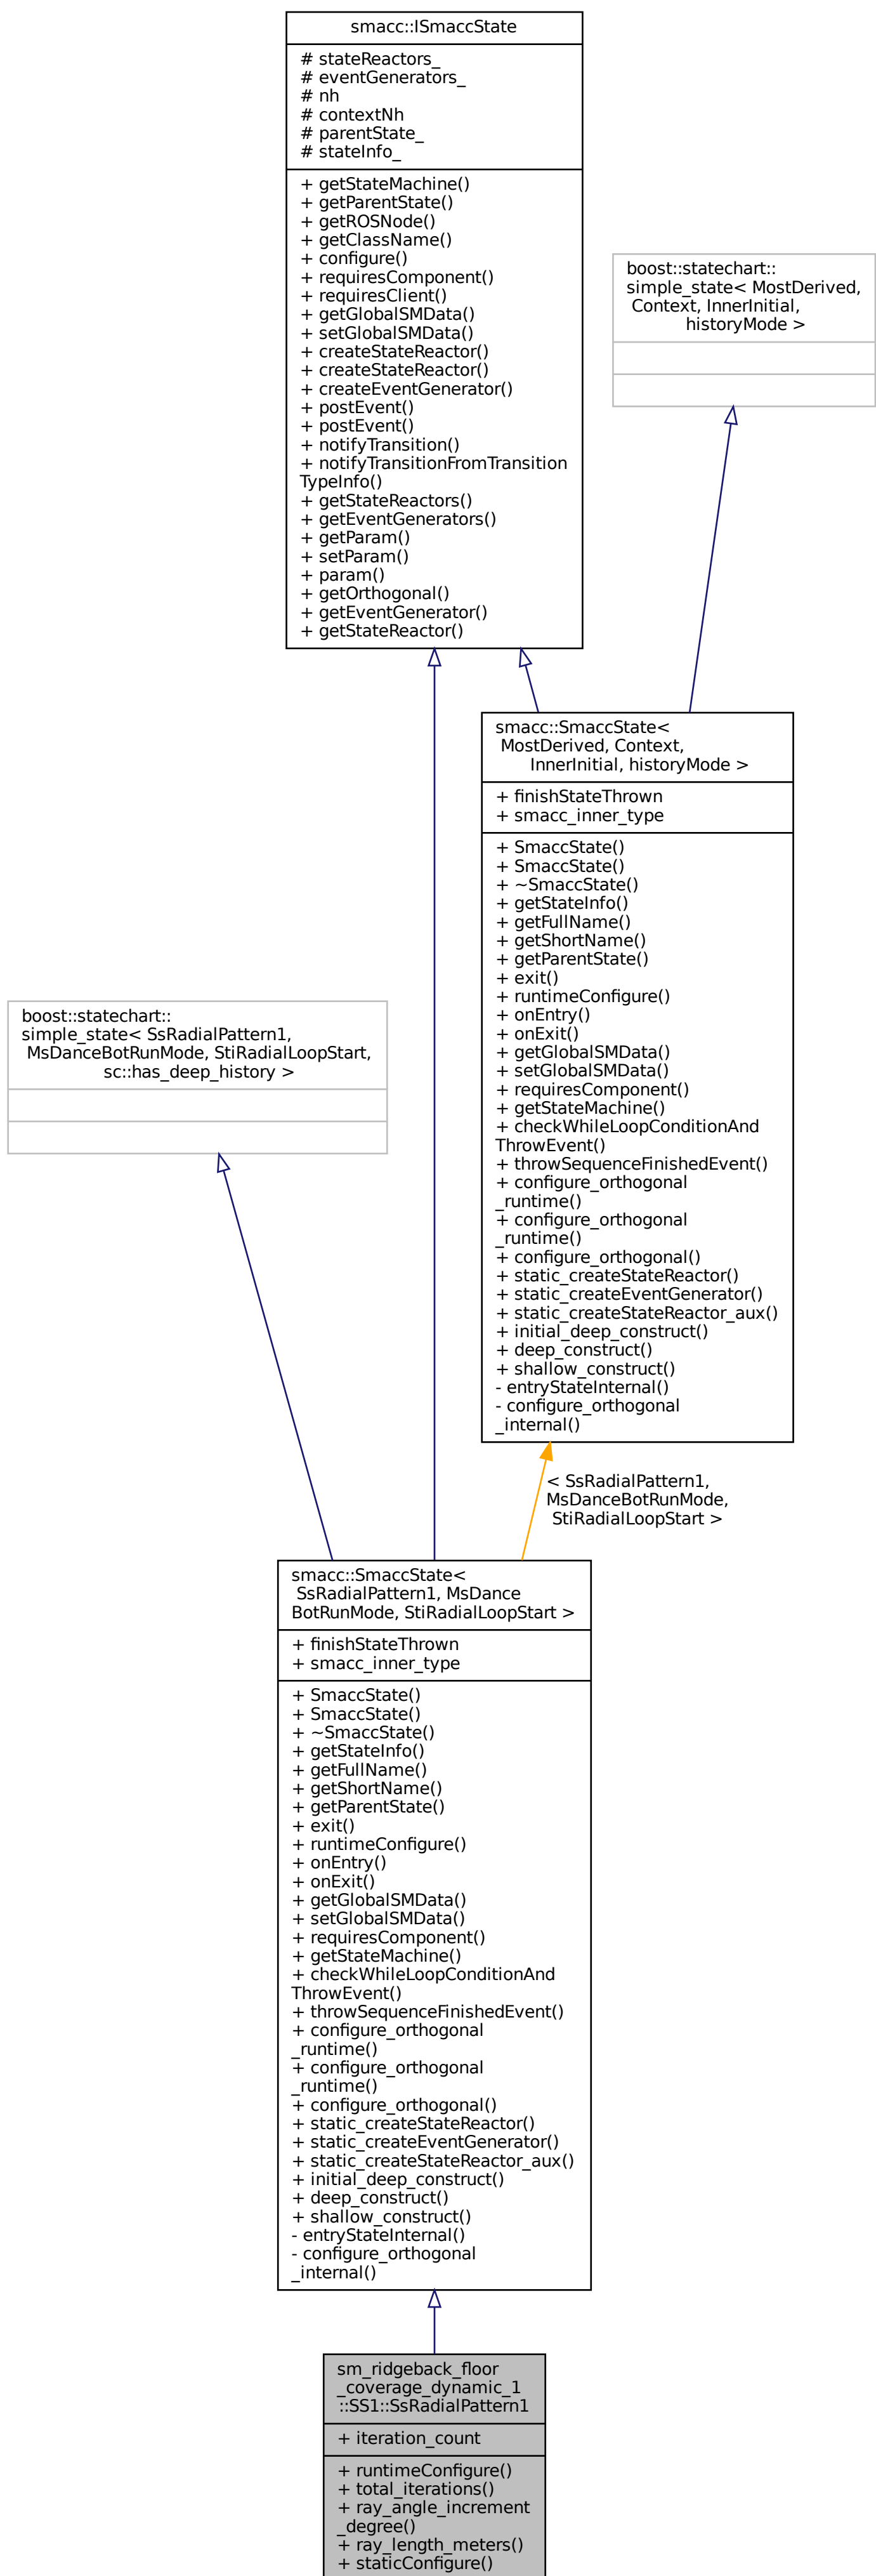 smacc::ISmaccState
# stateReactors_
# eventGenerators_
# nh
# contextNh
# parentState_
# stateInfo_
+ getStateMachine()
+ getParentState()
+ getROSNode()
+ getClassName()
+ configure()
+ requiresComponent()
+ requiresClient()
+ getGlobalSMData()
+ setGlobalSMData()
+ createStateReactor()
+ createStateReactor()
+ createEventGenerator()
+ postEvent()
+ postEvent()
+ notifyTransition()
+ notifyTransitionFromTransition
TypeInfo()
+ getStateReactors()
+ getEventGenerators()
+ getParam()
+ setParam()
+ param()
+ getOrthogonal()
+ getEventGenerator()
+ getStateReactor()
boost::statechart::
simple_state< MostDerived,
Context, InnerInitial,
historyMode >
smacc::SmaccState<
MostDerived, Context,
InnerInitial, historyMode >
+ finishStateThrown
+ smacc_inner_type
+ SmaccState()
+ SmaccState()
+ ~SmaccState()
+ getStateInfo()
+ getFullName()
+ getShortName()
+ getParentState()
+ exit()
+ runtimeConfigure()
+ onEntry()
+ onExit()
+ getGlobalSMData()
+ setGlobalSMData()
+ requiresComponent()
+ getStateMachine()
+ checkWhileLoopConditionAnd
ThrowEvent()
+ throwSequenceFinishedEvent()
+ configure_orthogonal
_runtime()
+ configure_orthogonal
_runtime()
+ configure_orthogonal()
+ static_createStateReactor()
+ static_createEventGenerator()
+ static_createStateReactor_aux()
+ initial_deep_construct()
+ deep_construct()
+ shallow_construct()
- entryStateInternal()
- configure_orthogonal
_internal()
boost::statechart::
simple_state< SsRadialPattern1,
MsDanceBotRunMode, StiRadialLoopStart,
sc::has_deep_history >
< SsRadialPattern1,
MsDanceBotRunMode,
StiRadialLoopStart >
smacc::SmaccState<
SsRadialPattern1, MsDance
BotRunMode, StiRadialLoopStart >
+ finishStateThrown
+ smacc_inner_type
+ SmaccState()
+ SmaccState()
+ ~SmaccState()
+ getStateInfo()
+ getFullName()
+ getShortName()
+ getParentState()
+ exit()
+ runtimeConfigure()
+ onEntry()
+ onExit()
+ getGlobalSMData()
+ setGlobalSMData()
+ requiresComponent()
+ getStateMachine()
+ checkWhileLoopConditionAnd
ThrowEvent()
+ throwSequenceFinishedEvent()
+ configure_orthogonal
_runtime()
+ configure_orthogonal
_runtime()
+ configure_orthogonal()
+ static_createStateReactor()
+ static_createEventGenerator()
+ static_createStateReactor_aux()
+ initial_deep_construct()
+ deep_construct()
+ shallow_construct()
- entryStateInternal()
- configure_orthogonal
_internal()
sm_ridgeback_floor
_coverage_dynamic_1
::SS1::SsRadialPattern1
+ iteration_count
+ runtimeConfigure()
+ total_iterations()
+ ray_angle_increment
_degree()
+ ray_length_meters()
+ staticConfigure()